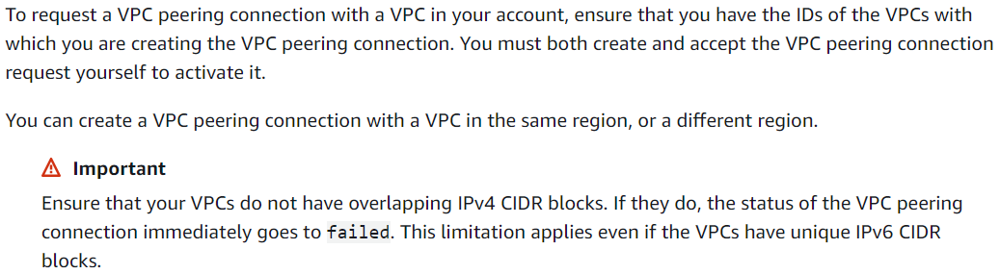 To request a VPC peering connection with a VPC in your account, ensure that you have the IDs of the VPCs with
which you are creating the VPC peering connection. You must both create and accept the VPC peering connection
request yourself to activate it.
You can create a VPC peering connection with a VPC in the same region, or a different region.
Important
Ensure that your VPCs do not have overlapping IPv4 CIDR blocks. If they do, the status of the VPC peering
connection immediately goes to failed. This limitation applies even if the VPCs have unique IPv6 CIDR
blocks.